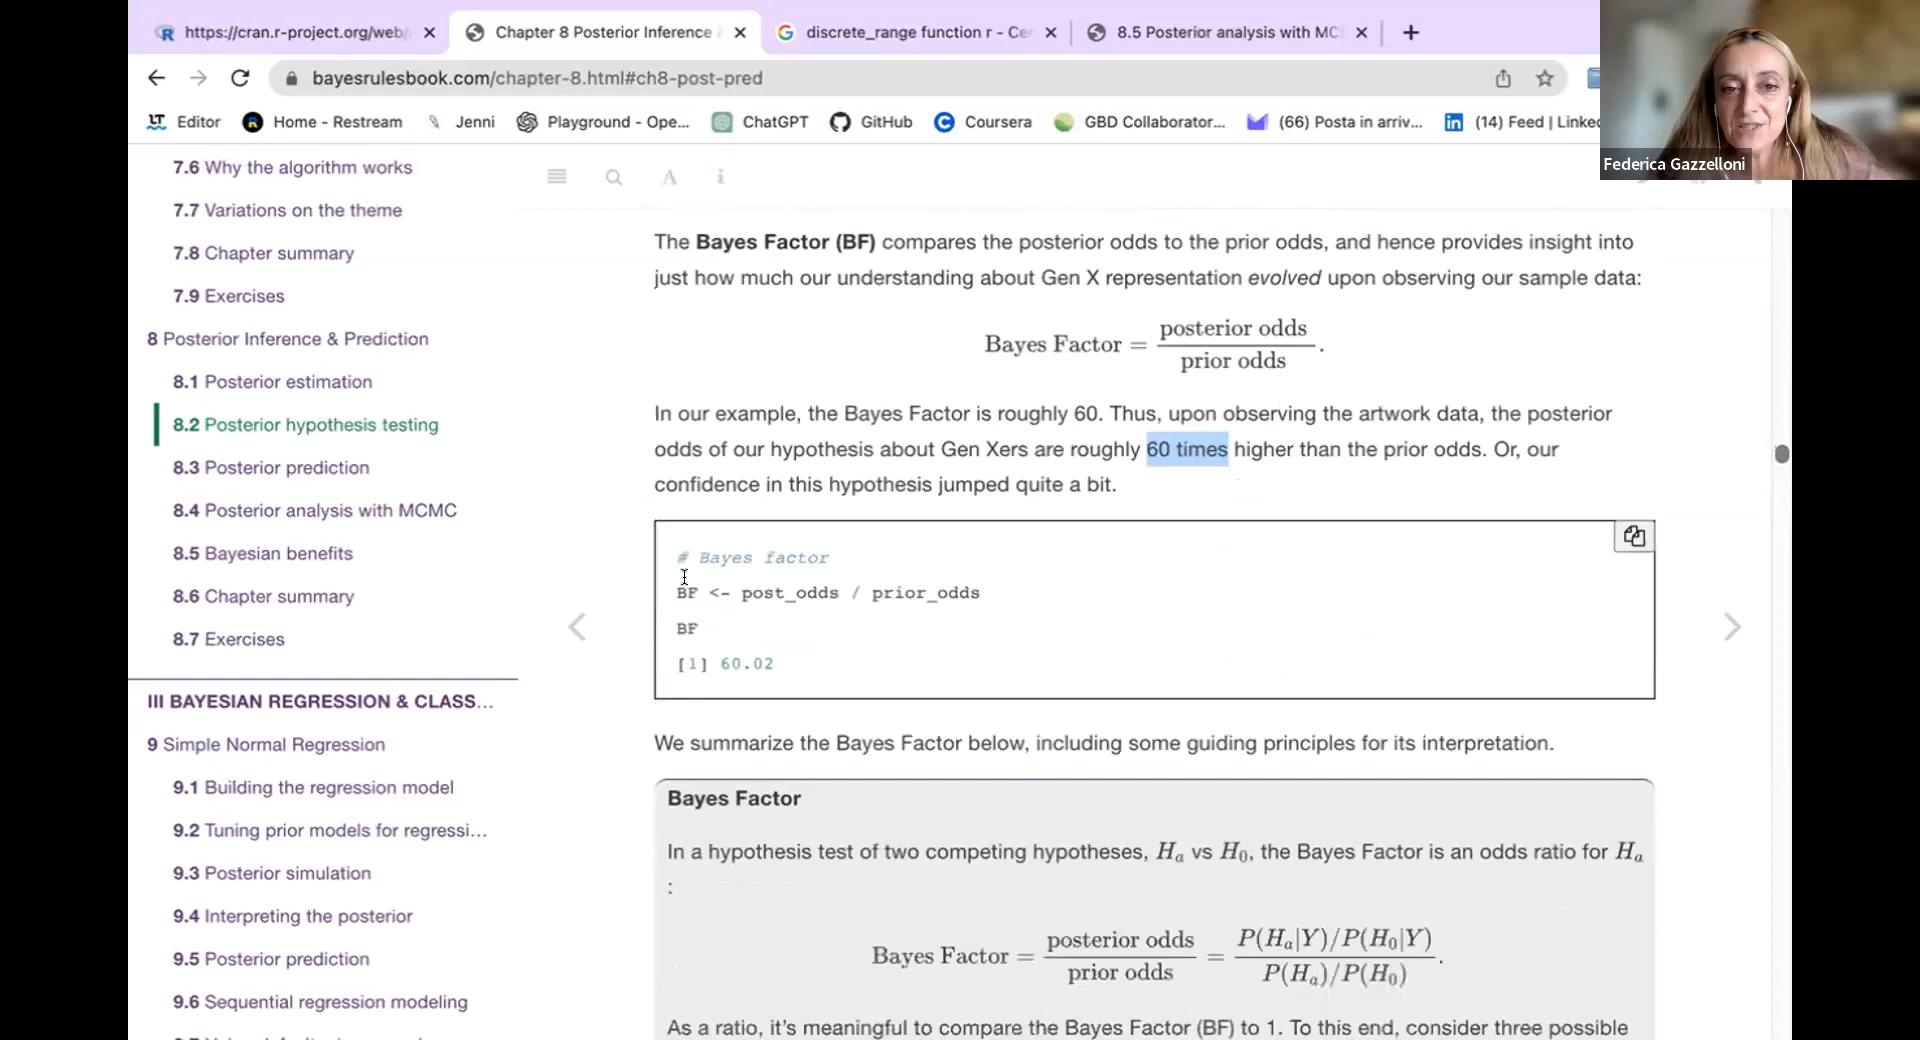 https://cran.r-project.org/web/
Chapter 8 Posterior Inference
discrete_range function r - Ce
8.5 Posterior analysis with MC
bayesrulesbook.com/chapter-8.html#ch8-post-pred
Editor
Home - Restream
Jenni
Playground - Ope...
ChatGPT
GitHub
Coursera
GBD Collaborator...
(66) Posta in arriv...
(14) Feed | Linke
Federica Gazzelloni
7.6 Why the algorithm works
7.7 Variations on the theme
7.8 Chapter summary
7.9 Exercises
8 Posterior Inference & Prediction
8.1 Posterior estimation
8.2 Posterior hypothesis testing
8.3 Posterior prediction
8.4 Posterior analysis with MCMC
8.5 Bayesian benefits
8.6 Chapter summary
8.7 Exercises
III BAYESIAN REGRESSION & CLASS...
9 Simple Normal Regression
9.1 Building the regression model
9.2 Tuning prior models for regressi...
9.3 Posterior simulation
9.4 Interpreting the posterior
9.5 Posterior prediction
9.6 Sequential regression modeling
The Bayes Factor (BF) compares the posterior odds to the prior odds, and hence provides insight into
just how much our understanding about Gen X representation evolved upon observing our sample data:
Bayes Factor = posterior odds / prior odds.
In our example, the Bayes Factor is roughly 60. Thus, upon observing the artwork data, the posterior
odds of our hypothesis about Gen Xers are roughly 60 times higher than the prior odds. Or, our
confidence in this hypothesis jumped quite a bit.
# Bayes factor
BF <- post_odds / prior_odds
BF
[1] 60.02
We summarize the Bayes Factor below, including some guiding principles for its interpretation.
Bayes Factor
In a hypothesis test of two competing hypotheses, Hₐ vs H₀, the Bayes Factor is an odds ratio for Hₐ
:
Bayes Factor = posterior odds / prior odds = P(Hₐ|Y)/P(H₀|Y) / P(Hₐ)/P(H₀).
As a ratio, it's meaningful to compare the Bayes Factor (BF) to 1. To this end, consider three possible